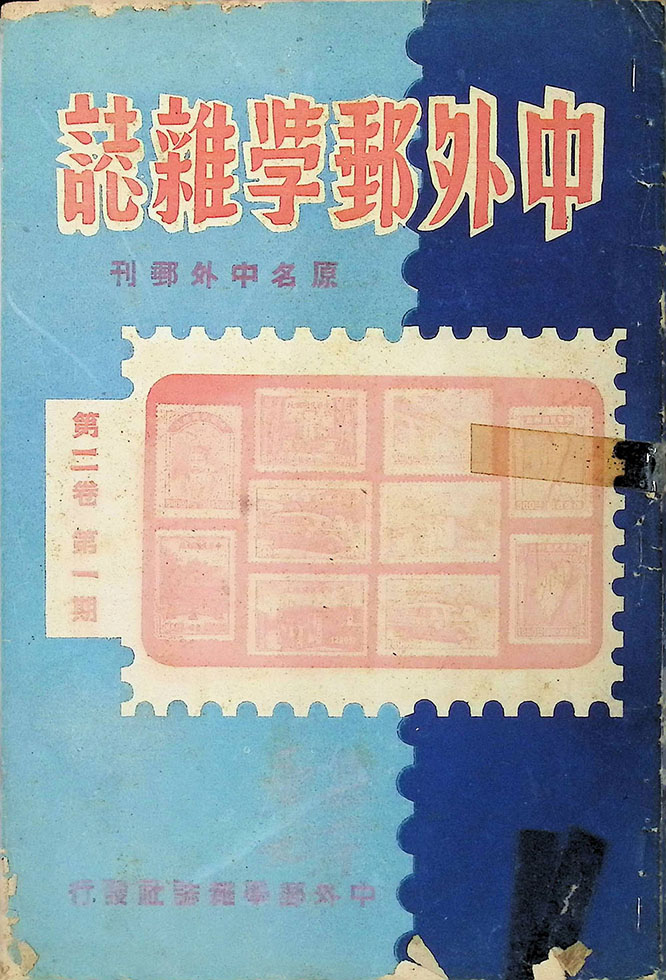 中外郵学雜誌
原名中外郵刊
第二卷第一期
中外郵學雜誌社發行